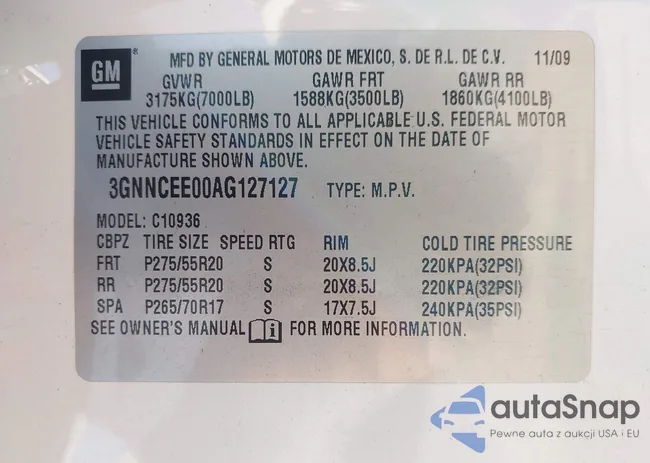 GM
MFD BY GENERAL MOTORS DE MEXICO, S. DE R.L. DE C.V. 11/09
GVWR GAWR FRT GAWR RR
3175KG(7000LB) 1588KG(3500LB) 1860KG(4100LB)
THIS VEHICLE CONFORMS TO ALL APPLICABLE U.S. FEDERAL MOTOR
VEHICLE SAFETY STANDARDS IN EFFECT ON THE DATE OF
MANUFACTURE SHOWN ABOVE.
3GNNCEE00AG127127 TYPE: M.P.V.
MODEL: C10936
CBPZ TIRE SIZE SPEED RTG RIM COLD TIRE PRESSURE
FRT P275/55R20 S 20X8.5J 220KPA(32PSI)
RR P275/55R20 S 20X8.5J 220KPA(32PSI)
SPA P265/70R17 S 17X7.5J 240KPA(35PSI)
SEE OWNER'S MANUAL i FOR MORE INFORMATION.
autaSnap
Pewne auta z aukcji USA i EU